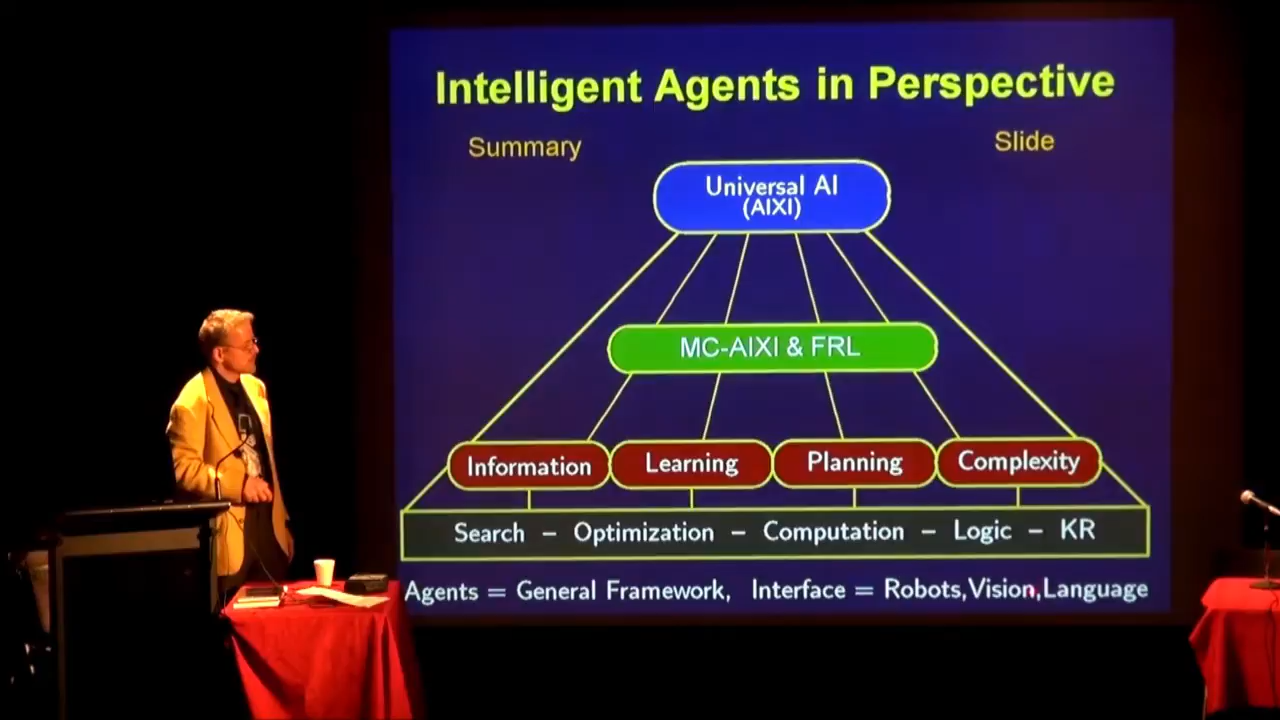 Intelligent Agents in Perspective
Summary Slide
Universal AI
(AIXI)
MC-AIXI & FRL
Information Learning Planning Complexity
Search – Optimization – Computation – Logic – KR
Agents = General Framework, Interface = Robots,Vision,Language